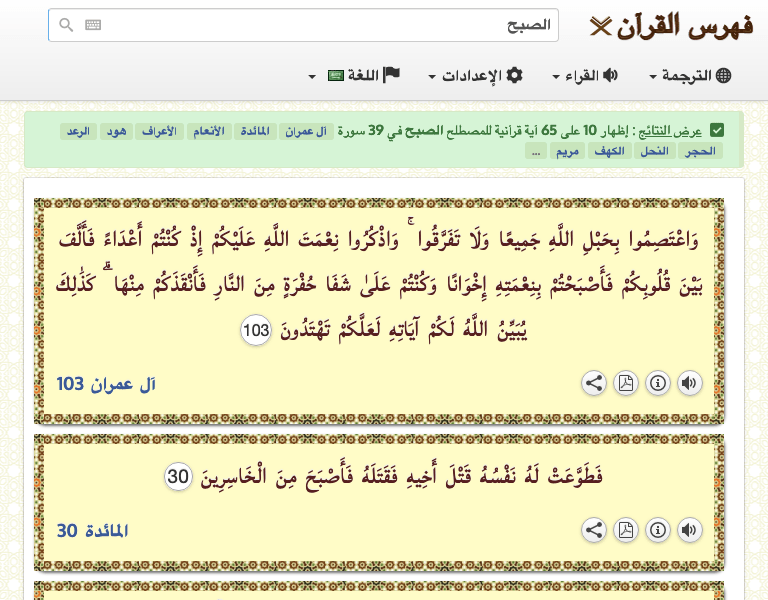 فهرس القرآن
الصبح
الترجمة القراء الإعدادات اللغة
عرض النتائج : إظهار 10 على 65 آية قرآنية للمصطلح الصبح في 39 سورة آل عمران المائدة الأنعام الأعراف هود الرعد
الحجر النحل الكهف مريم ...
وَاعْتَصِمُوا بِحَبْلِ اللَّهِ جَمِيعًا وَلَا تَفَرَّقُوا ۚ وَاذْكُرُوا نِعْمَتَ اللَّهِ عَلَيْكُمْ إِذْ كُنْتُمْ أَعْدَاءً فَأَلَّفَ
بَيْنَ قُلُوبِكُمْ فَأَصْبَحْتُمْ بِنِعْمَتِهِ إِخْوَانًا وَكُنْتُمْ عَلَىٰ شَفَا حُفْرَةٍ مِنَ النَّارِ فَأَنْقَذَكُمْ مِنْهَا ۗ كَذَٰلِكَ
يُبَيِّنُ اللَّهُ لَكُمْ آيَاتِهِ لَعَلَّكُمْ تَهْتَدُونَ 103
آل عمران 103
فَطَوَّعَتْ لَهُ نَفْسُهُ قَتْلَ أَخِيهِ فَقَتَلَهُ فَأَصْبَحَ مِنَ الْخَاسِرِينَ 30
المائدة 30